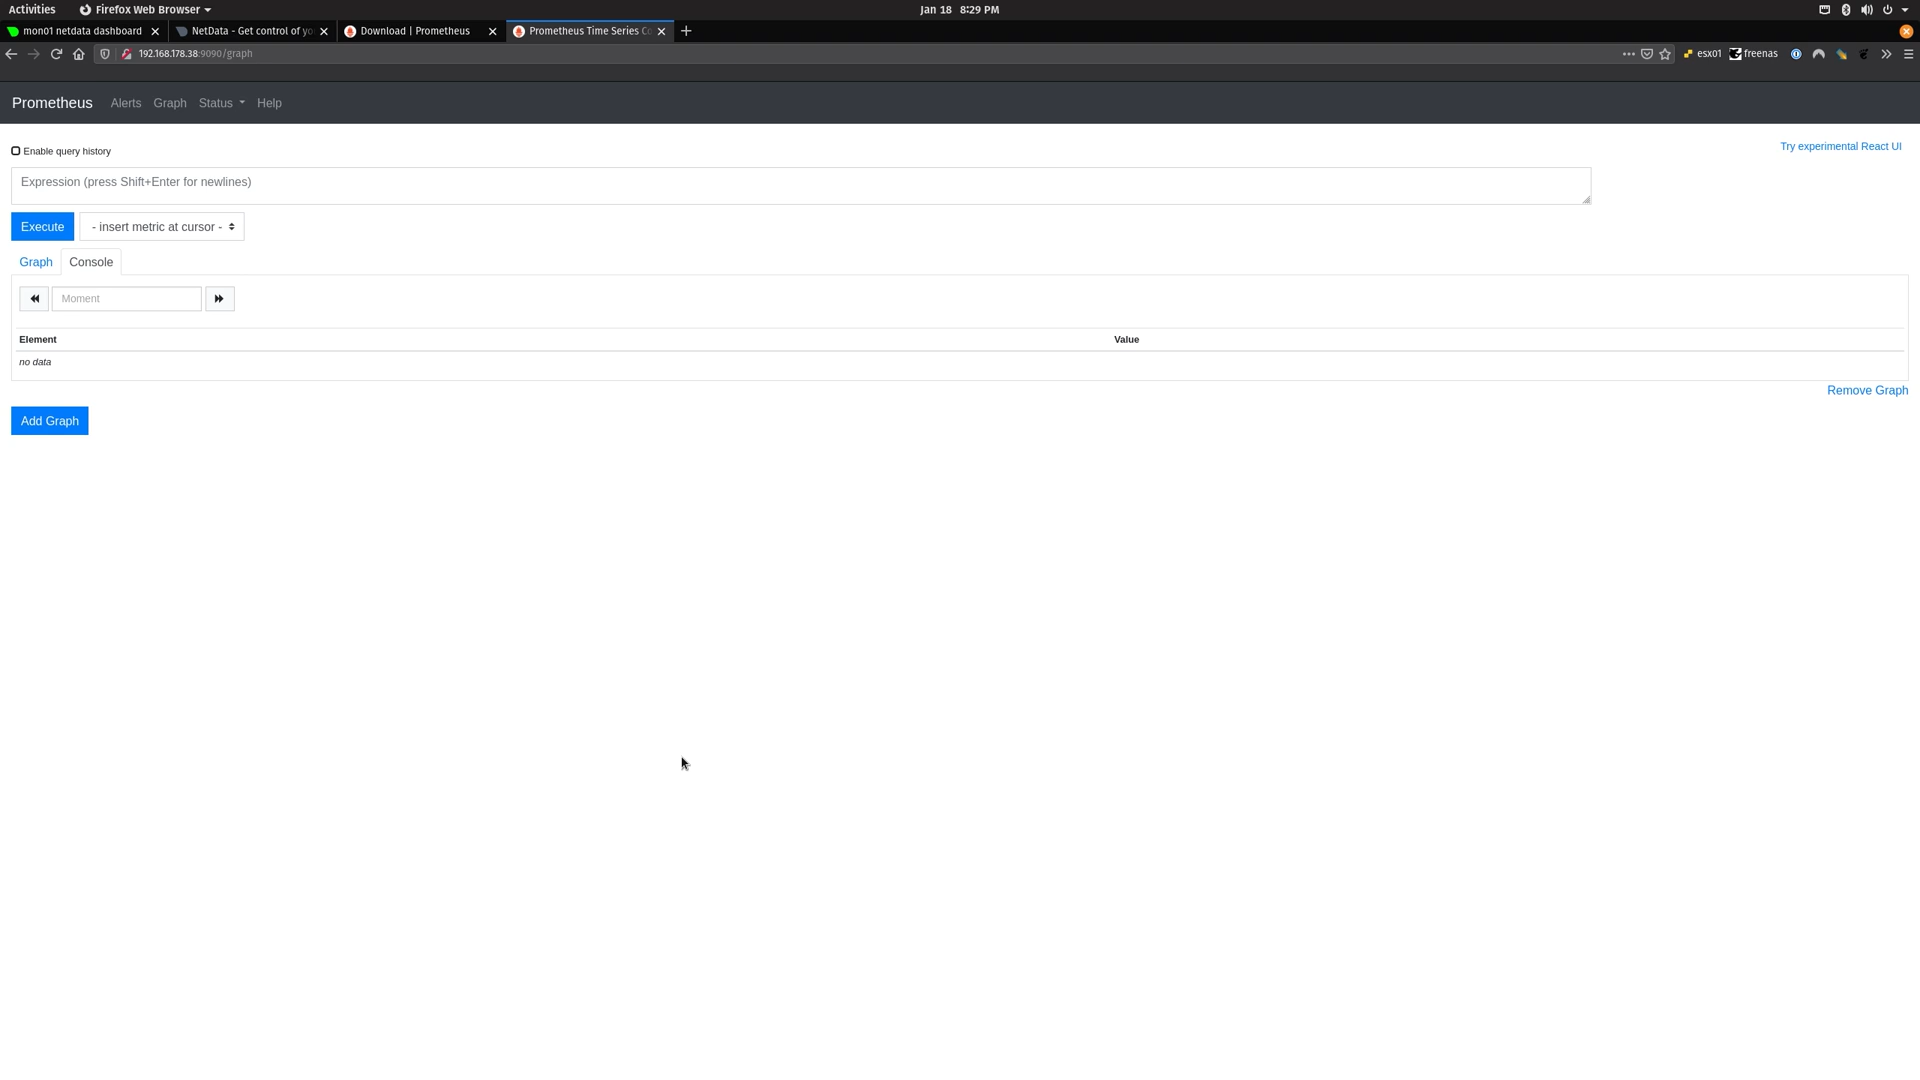 Activities Firefox Web Browser Jan 18 8:29 PM
mon01 netdata dashboard NetData - Get control of yo Download | Prometheus Prometheus Time Series Co
192.168.178.38:9090/graph esx01 freenas
Prometheus Alerts Graph Status Help
Enable query history Try experimental React UI
Expression (press Shift+Enter for newlines)
Execute - insert metric at cursor -
Graph Console
Moment
Element Value
no data
Remove Graph
Add Graph